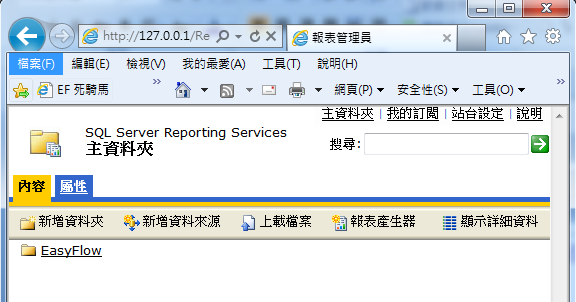 http://127.0.0.1/Re
報表管理員
檔案(F) 編輯(E) 檢視(V) 我的最愛(A) 工具(T) 說明(H)
EF 死騎馬 網頁(P) 安全性(S) 工具(O)
主資料夾 | 我的訂閱 | 站台設定 | 說明
SQL Server Reporting Services
主資料夾
搜尋:
內容 屬性
新增資料夾 新增資料來源 上載檔案 報表產生器 顯示詳細資料
EasyFlow